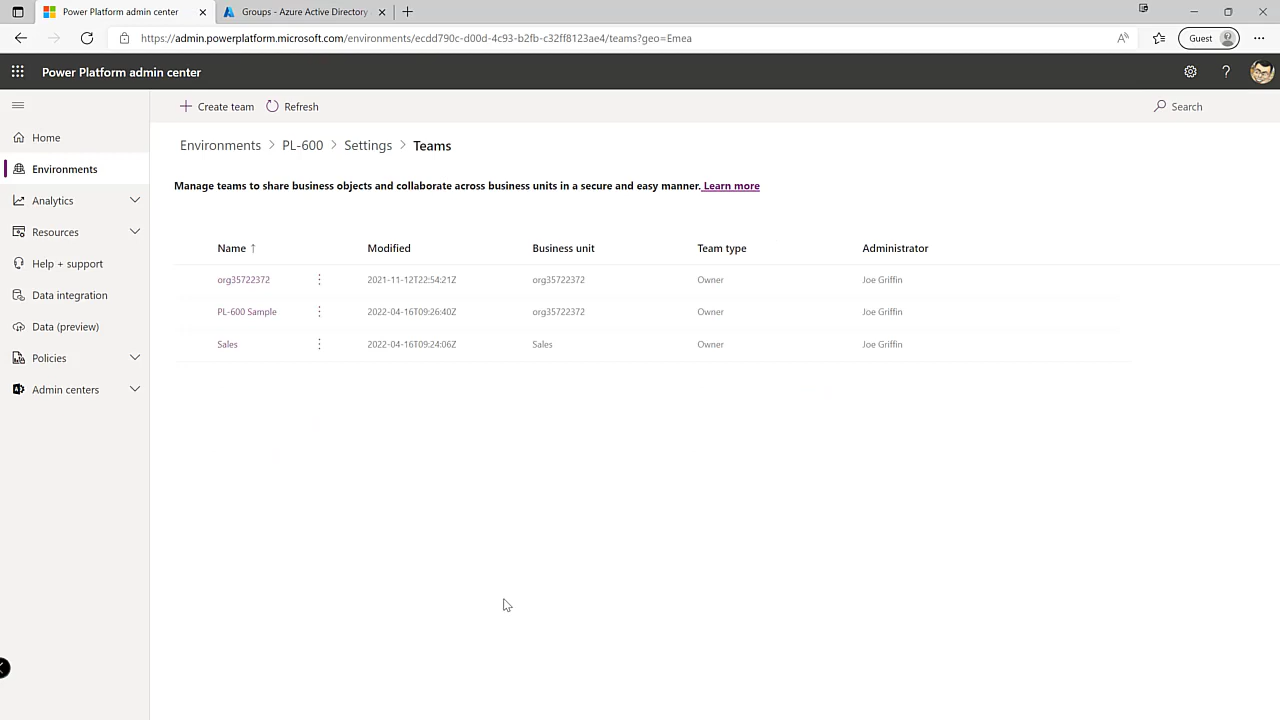 Power Platform admin center
Groups - Azure Active Directory
https://admin.powerplatform.microsoft.com/environments/ecdd790c-d00d-4c93-b2fb-c32ff8123ae4/teams?geo=Emea
Guest
Power Platform admin center
Create team
Refresh
Search
Home
Environments
Analytics
Resources
Help + support
Data integration
Data (preview)
Policies
Admin centers
Environments > PL-600 > Settings > Teams
Manage teams to share business objects and collaborate across business units in a secure and easy manner. Learn more
Name ↑ Modified Business unit Team type Administrator
org35722372 2021-11-12T22:54:21Z org35722372 Owner Joe Griffin
PL-600 Sample 2022-04-16T09:26:40Z org35722372 Owner Joe Griffin
Sales 2022-04-16T09:24:06Z Sales Owner Joe Griffin